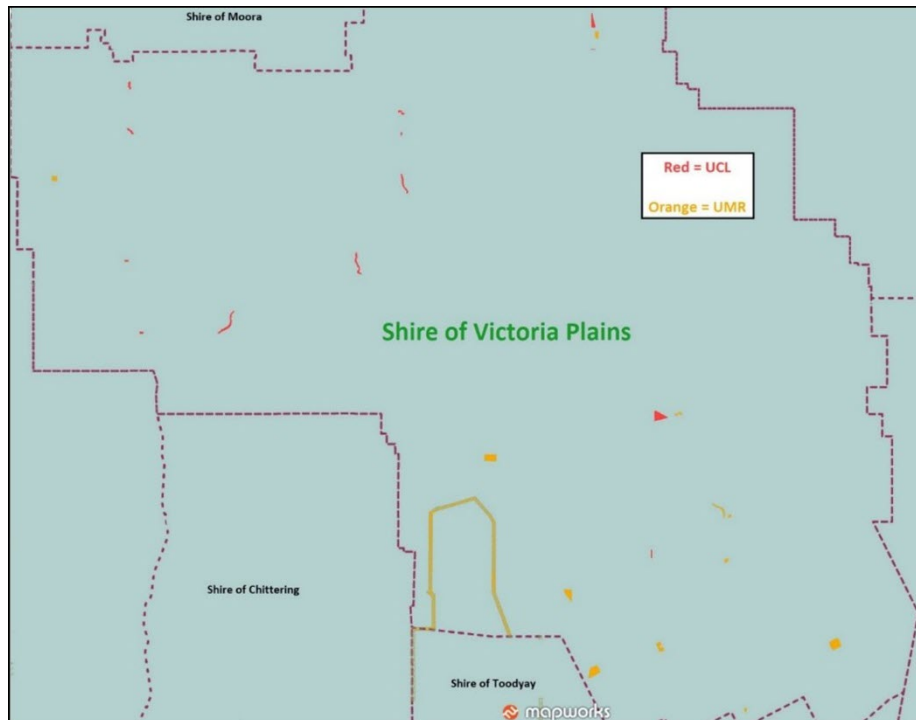 Shire of Moora
Red = UCL
Orange = UMR
Shire of Victoria Plains
Shire of Chittering
Shire of Toodyay
mapworks